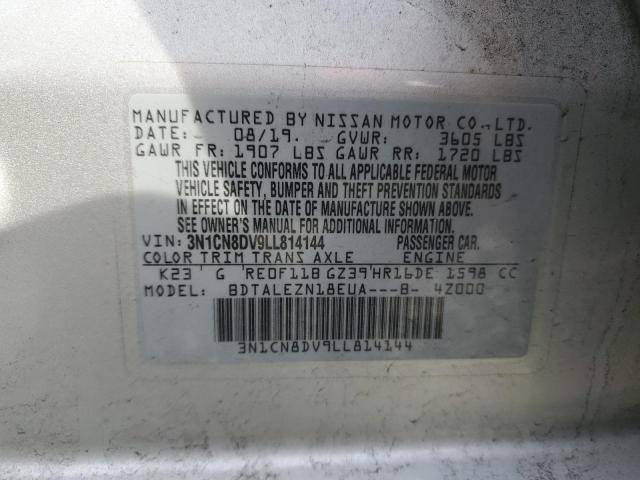 MANUFACTURED BY NISSAN MOTOR CO.,LTD.
DATE: 08/19. GVWR: 3605 LBS
GAWR FR: 1907 LBS GAWR RR: 1720 LBS
THIS VEHICLE CONFORMS TO ALL APPLICABLE FEDERAL MOTOR
VEHICLE SAFETY, BUMPER AND THEFT PREVENTION STANDARDS
IN EFFECT ON THE DATE OF MANUFACTURE SHOWN ABOVE.
SEE OWNER'S MANUAL FOR ADDITIONAL INFORMATION.
VIN: 3N1CN8DV9LL814144 PASSENGER CAR.
COLOR TRIM TRANS AXLE ENGINE
K23 G RE0F11B GZ39 HR16DE 1598 CC
MODEL: BDTALEZN18EUA---B- 4Z000
3N1CN8DV9LL814144